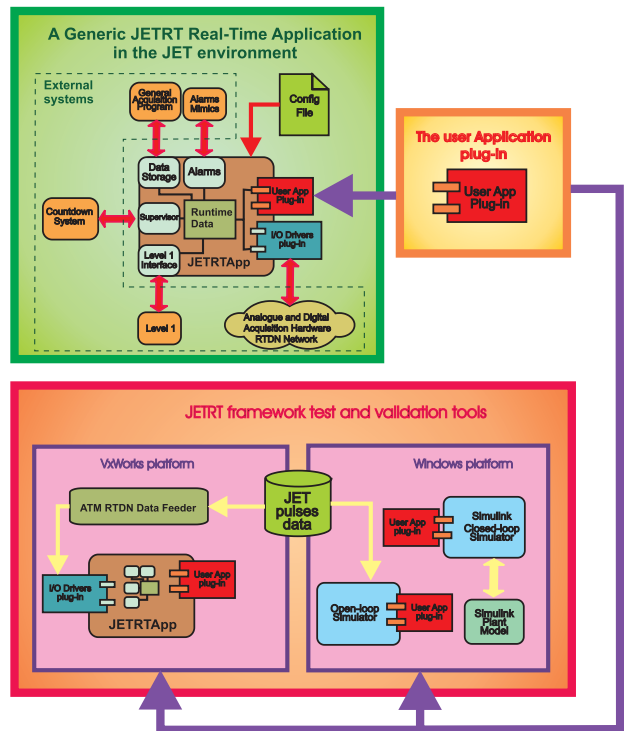 A Generic JETRT Real-Time Application
in the JET environment
External
systems
General
Acquisition
Program
Alarms
Mimics
Config
File
Data
Storage
Alarms
Countdown
System
Supervisor
Runtime
Data
User App
Plug-in
I/O Drivers
plug-in
Level 1
Interface
JETRTApp
Level 1
Analogue and Digital
Acquisition Hardware
RTDN Network
The user Application
plug-in
User App
Plug-in
JETRT framework test and validation tools
VxWorks platform
Windows platform
JET
pulses
data
ATM RTDN Data Feeder
I/O Drivers
plug-in
User App
plug-in
JETRTApp
User App
plug-in
Simulink
Closed-loop
Simulator
Open-loop
Simulator
User App
plug-in
Simulink
Plant
Model